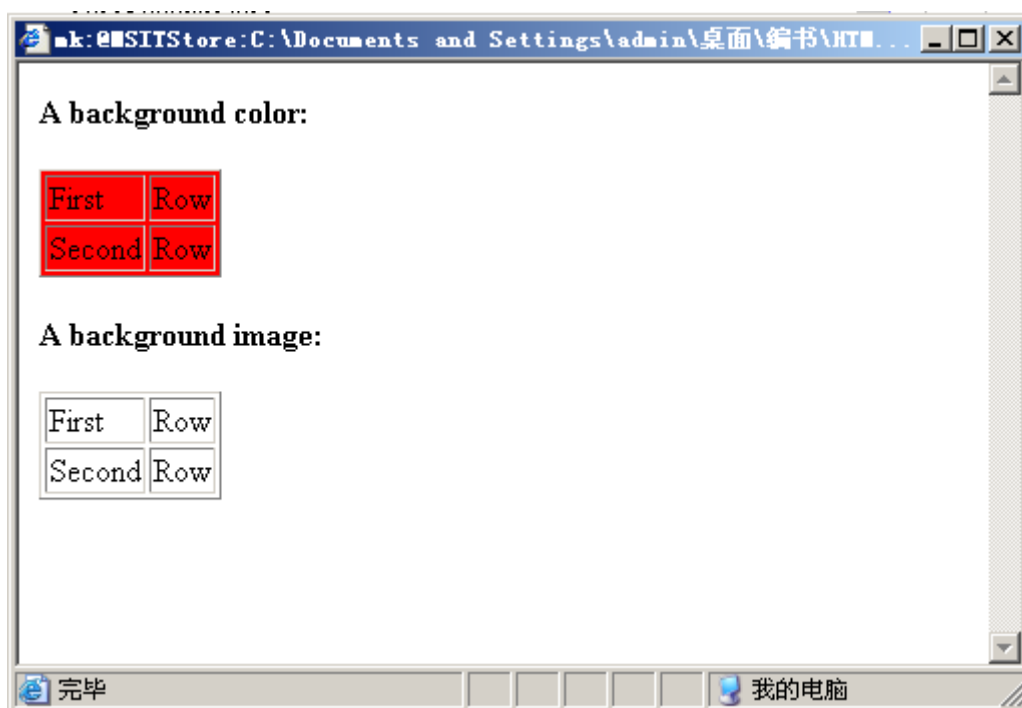 mk:@MSITStore:C:\Documents and Settings\admin\桌面\编书\HTM...
A background color:
First Row
Second Row
A background image:
First Row
Second Row
完毕 我的电脑